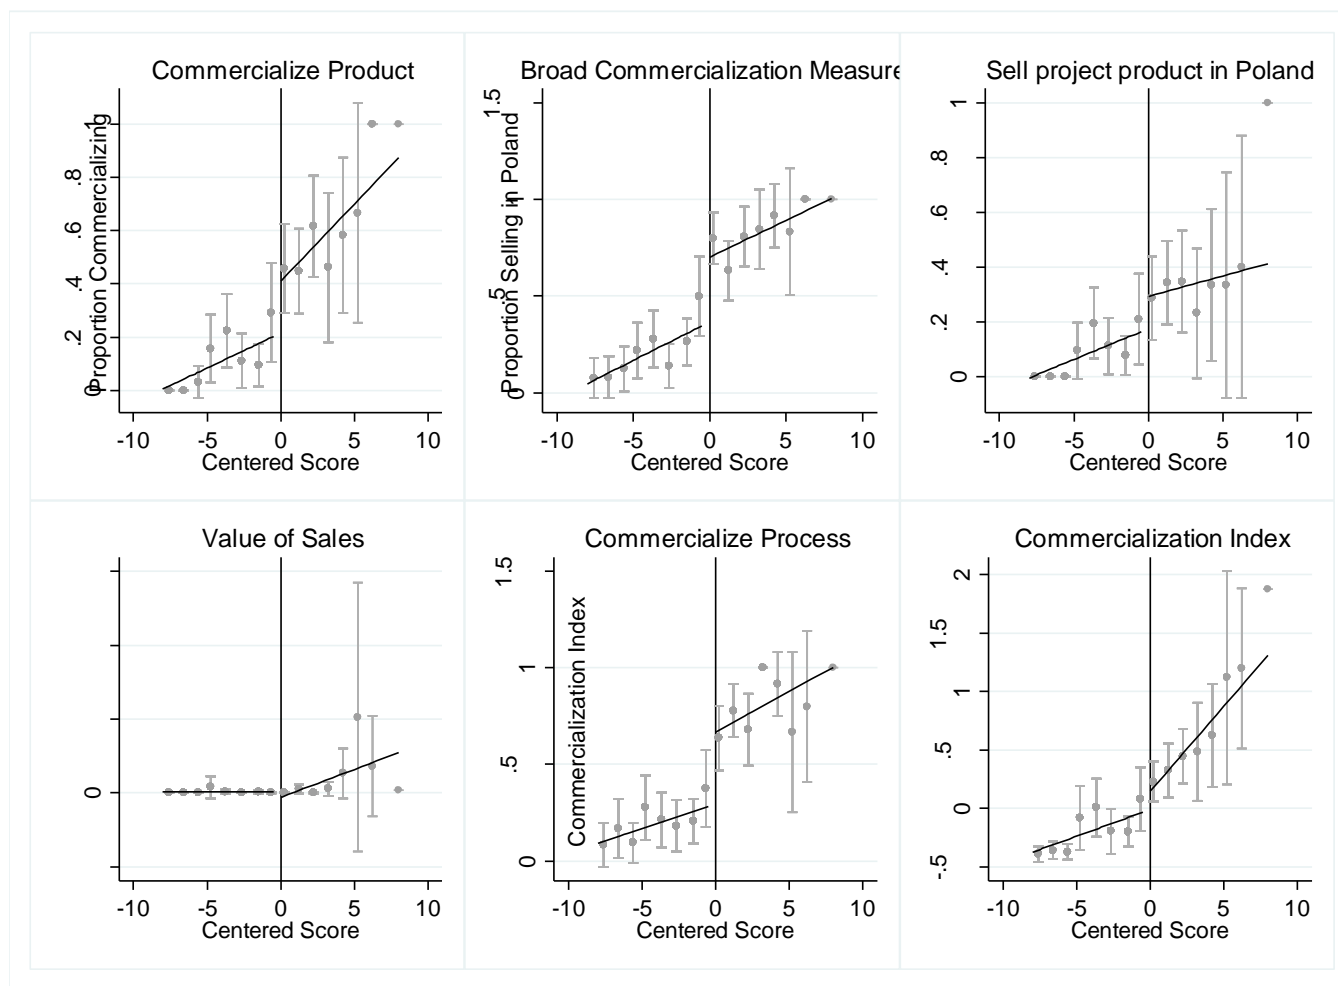 Commercialize Product
Proportion Commercializing
0 .2 .4 .6 .8 1
-10 -5 0 5 10
Centered Score
Broad Commercialization Measure
Proportion Selling in Poland
0 .5 1 1.5
-10 -5 0 5 10
Centered Score
Sell project product in Poland
0 .2 .4 .6 .8 1
-10 -5 0 5 10
Centered Score
Value of Sales
0
-10 -5 0 5 10
Centered Score
Commercialize Process
Commercialization Index
0 .5 1 1.5
-10 -5 0 5 10
Centered Score
Commercialization Index
-.5 0 .5 1 1.5 2
-10 -5 0 5 10
Centered Score